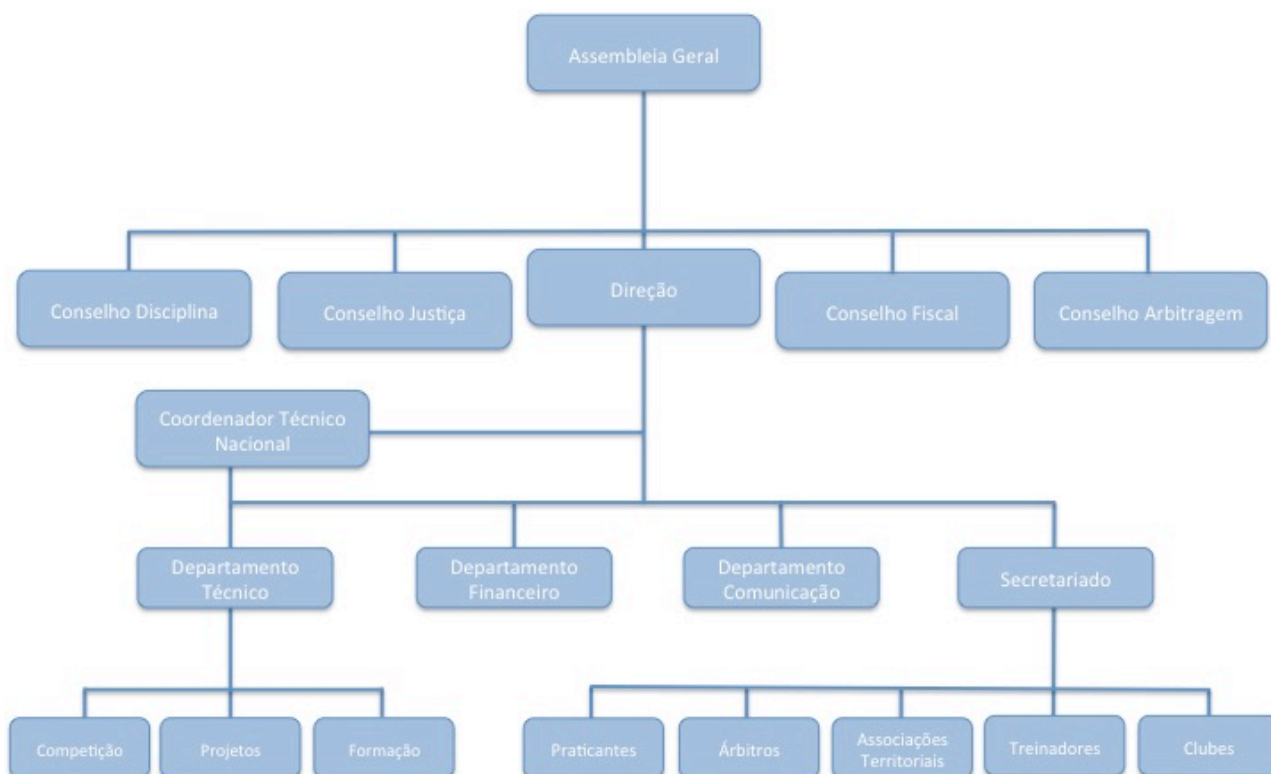 Assembleia Geral
Conselho Disciplina
Conselho Justiça
Direção
Conselho Fiscal
Conselho Arbitragem
Coordenador Técnico
Nacional
Departamento
Técnico
Departamento
Financeiro
Departamento
Comunicação
Secretariado
Competição
Projetos
Formação
Praticantes
Árbitros
Associações
Territoriais
Treinadores
Clubes